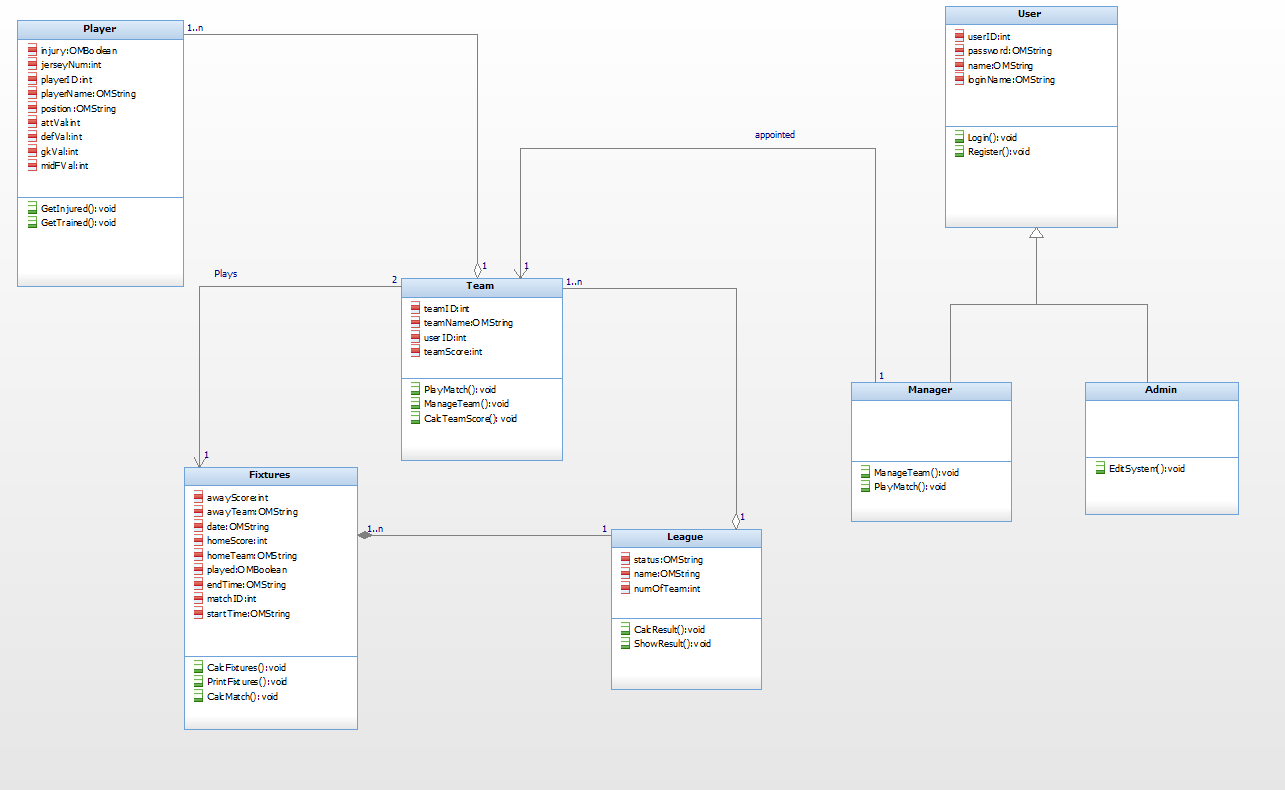 Player
injury:OMBoolean
jerseyNum:int
playerID:int
playerName:OMString
position:OMString
attVal:int
defVal:int
gkVal:int
midFVal:int
GetInjured():void
GetTrained():void
1..n
User
userID:int
password:OMString
name:OMString
loginName:OMString
Login():void
Register():void
appointed
1
1
Plays
2
1..n
Team
teamID:int
teamName:OMString
userID:int
teamScore:int
PlayMatch():void
ManageTeam():void
CalcTeamScore():void
1
Manager
ManageTeam():void
PlayMatch():void
Admin
EditSystem():void
1
Fixtures
awayScore:int
awayTeam:OMString
date:OMString
homeScore:int
homeTeam:OMString
played:OMBoolean
endTime:OMString
matchID:int
startTime:OMString
CalcFixtures():void
PrintFixtures():void
CalcMatch():void
1..n
1
1
League
status:OMString
name:OMString
numOfTeam:int
CalcResult():void
ShowResult():void